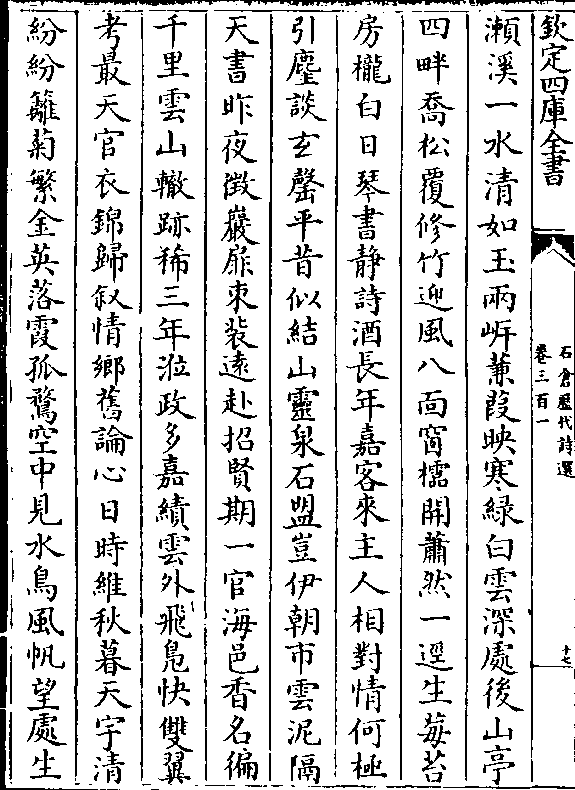 欽定四庫全書
石倉歷代詩選
卷三百一
十七
瀨溪一水清如玉兩㟁蒹葭映寒緑白雲深處後山亭
四畔喬松覆修竹迎風八面窗櫺開蕭然一逕生莓苔
房櫳白日琴書静詩酒長年嘉客來主人相對情何極
引麈談玄罄平昔似結山靈泉石盟豈伊朝市雲泥隔
天書昨夜徴巖扉束裝遠赴招賢期一官海邑香名徧
千里雲山轍跡稀三年涖政多嘉績雲外飛鳬快雙翼
考最天官衣錦歸叙情鄉舊論心日時維秋暮天宇清
紛紛籬菊繁金英落霞孤鶩空中見水鳥風帆望處生